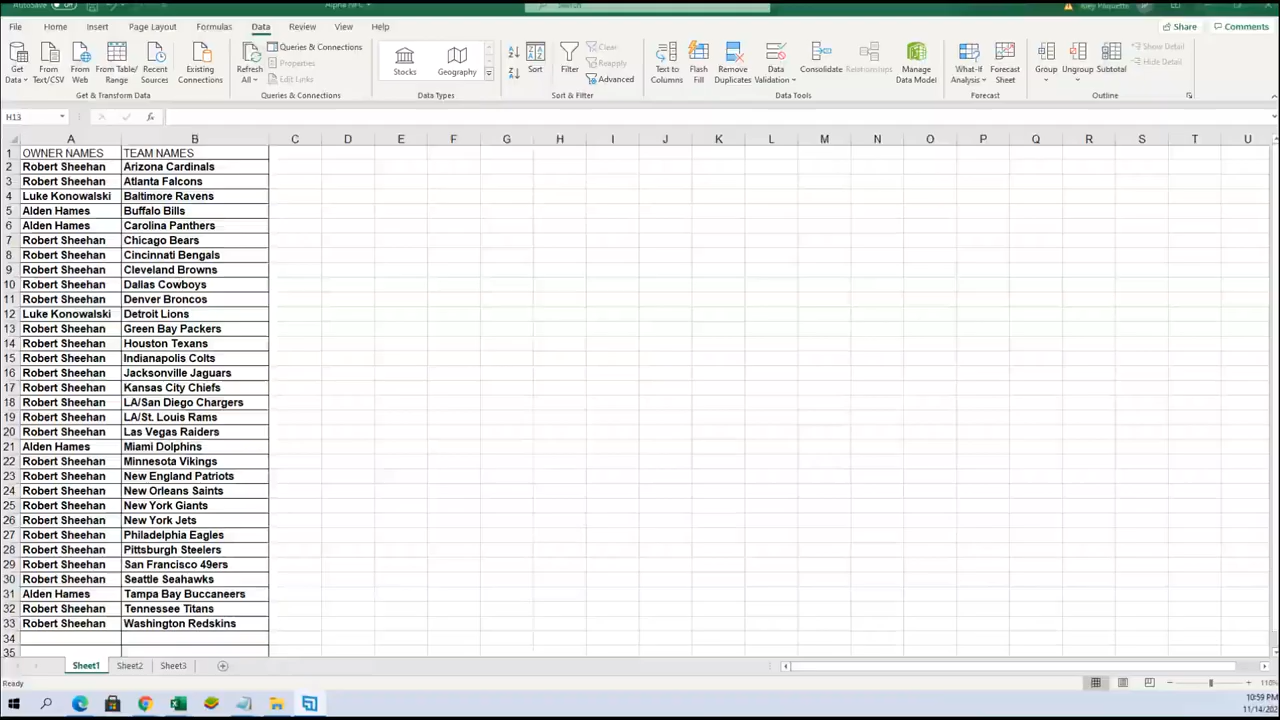 AutoSave Off Search
File Home Insert Page Layout Formulas Data Review View Help Share Comments
Get Data From Text/CSV From Web From Table/Range Recent Sources Existing Connections Refresh All Queries & Connections Properties Edit Links Stocks Geography Sort Filter Clear Reapply Advanced Text to Columns Flash Fill Remove Duplicates Data Validation Consolidate Relationships Manage Data Model What-If Analysis Forecast Sheet Group Ungroup Subtotal Show Detail Hide Detail
Get & Transform Data Queries & Connections Data Types Sort & Filter Data Tools Forecast Outline
H13 fx
A B C D E F G H I J K L M N O P Q R S T U
1 OWNER NAMES TEAM NAMES
2 Robert Sheehan Arizona Cardinals
3 Robert Sheehan Atlanta Falcons
4 Luke Konowalski Baltimore Ravens
5 Alden Hames Buffalo Bills
6 Alden Hames Carolina Panthers
7 Robert Sheehan Chicago Bears
8 Robert Sheehan Cincinnati Bengals
9 Robert Sheehan Cleveland Browns
10 Robert Sheehan Dallas Cowboys
11 Robert Sheehan Denver Broncos
12 Luke Konowalski Detroit Lions
13 Robert Sheehan Green Bay Packers
14 Robert Sheehan Houston Texans
15 Robert Sheehan Indianapolis Colts
16 Robert Sheehan Jacksonville Jaguars
17 Robert Sheehan Kansas City Chiefs
18 Robert Sheehan LA/San Diego Chargers
19 Robert Sheehan LA/St. Louis Rams
20 Robert Sheehan Las Vegas Raiders
21 Alden Hames Miami Dolphins
22 Robert Sheehan Minnesota Vikings
23 Robert Sheehan New England Patriots
24 Robert Sheehan New Orleans Saints
25 Robert Sheehan New York Giants
26 Robert Sheehan New York Jets
27 Robert Sheehan Philadelphia Eagles
28 Robert Sheehan Pittsburgh Steelers
29 Robert Sheehan San Francisco 49ers
30 Robert Sheehan Seattle Seahawks
31 Alden Hames Tampa Bay Buccaneers
32 Robert Sheehan Tennessee Titans
33 Robert Sheehan Washington Redskins
34
35
Sheet1 Sheet2 Sheet3
Ready 110%
10:59 PM
11/14/202